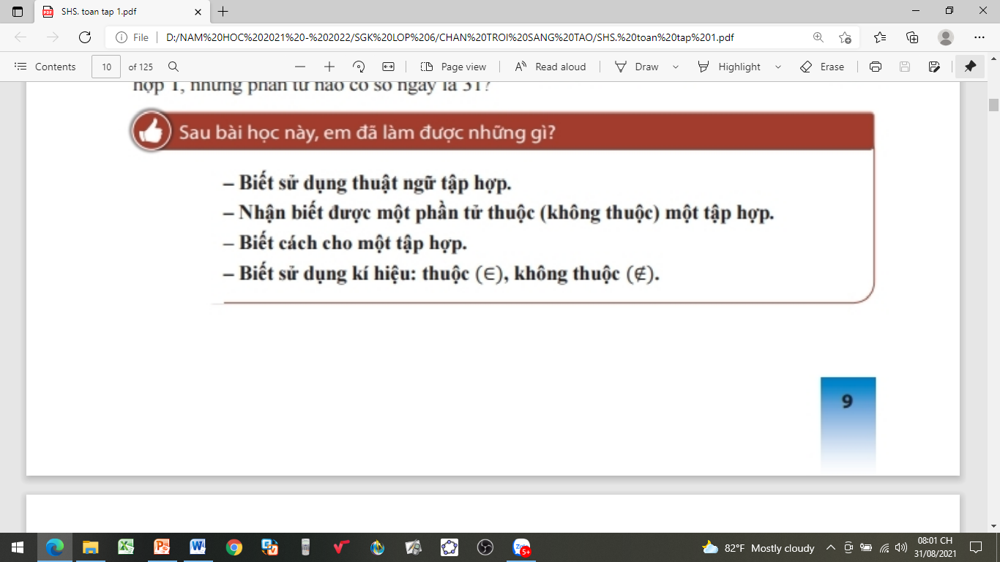 SHS. toan tap 1.pdf
File
D:/NAM%20HOC%202021%20-%202022/SGK%20LOP%206/CHAN%20TROI%20SANG%20TAO/SHS.%20toan%20tap%201.pdf
Contents 10 of 125 Page view Read aloud Draw Highlight Erase
hợp 1, những phần tử nào có số ngày là 31?
Sau bài học này, em đã làm được những gì?
– Biết sử dụng thuật ngữ tập hợp.
– Nhận biết được một phần tử thuộc (không thuộc) một tập hợp.
– Biết cách cho một tập hợp.
– Biết sử dụng kí hiệu: thuộc (∈), không thuộc (∉).
9
82°F Mostly cloudy
08:01 CH
31/08/2021